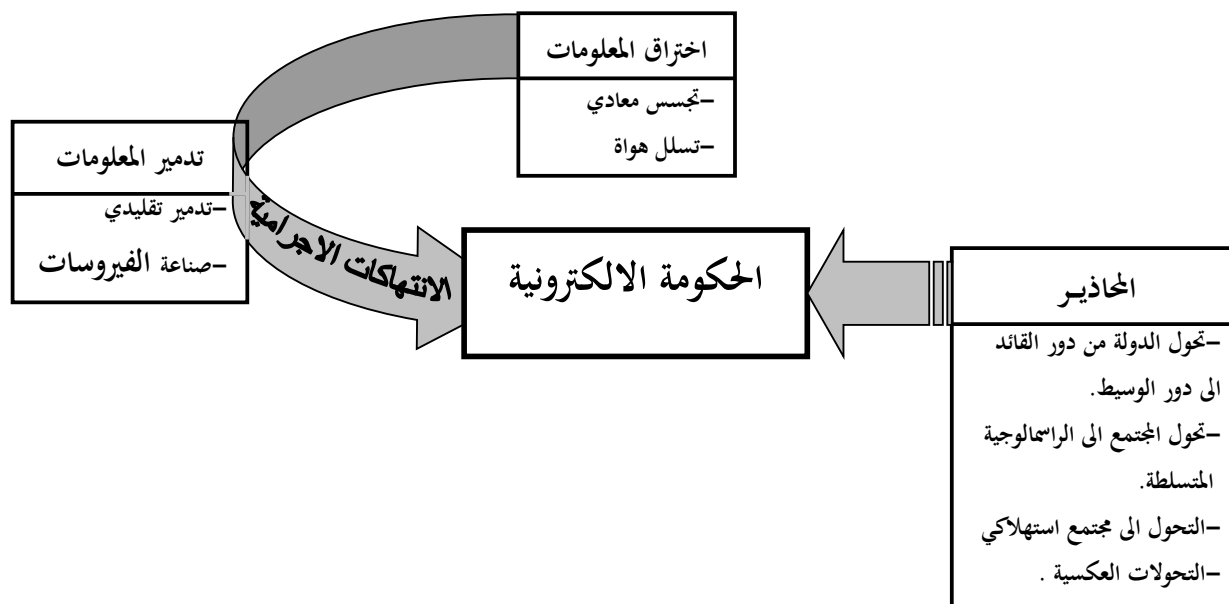 اختراق المعلومات
–تجسس معادي
–تسلل هواة
تدمير المعلومات
–تدمير تقليدي
–صناعة الفيروسات
الانتهاكات الاجرامية
الحكومة الالكترونية
المحاذيـر
–تحول الدولة من دور القائد
الى دور الوسيط.
–تحول المجتمع الى الراسمالوجية
المتسلطة.
–التحول الى مجتمع استهلاكي
–التحولات العكسية .